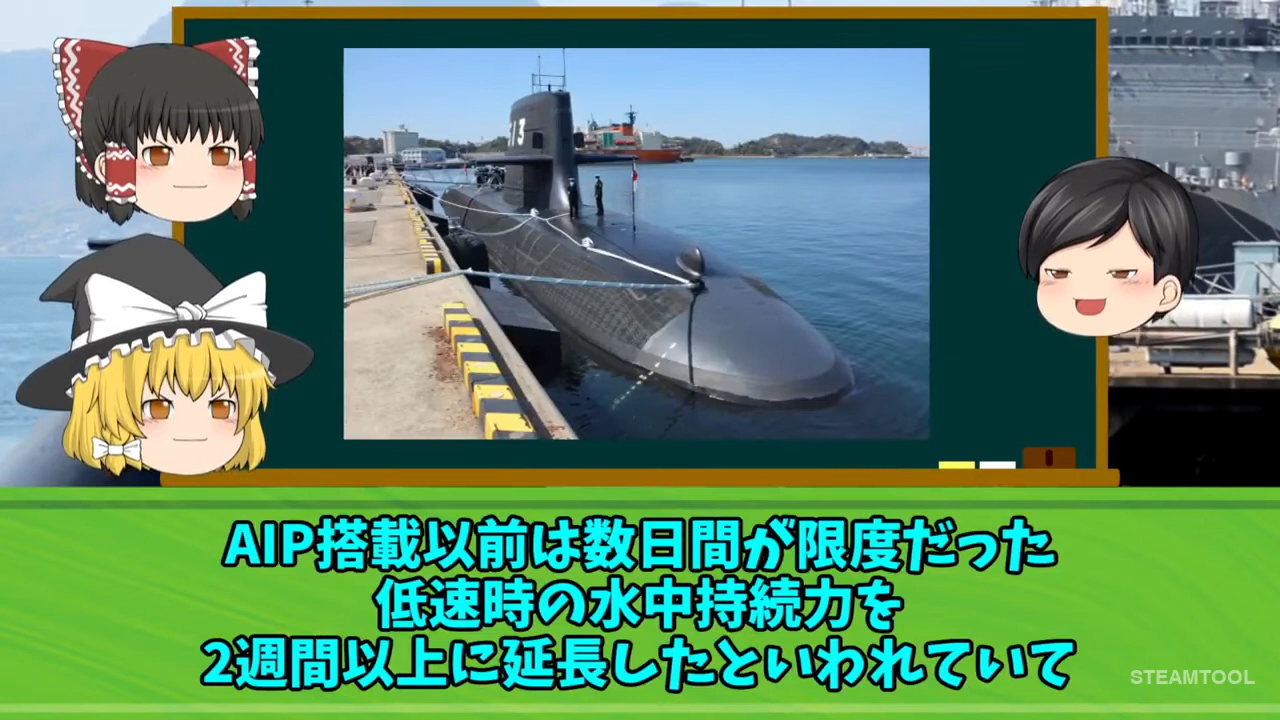 13
AIP搭載以前は数日間が限度だった
低速時の水中持続力を
2週間以上に延長したといわれていて
STEAMTOOL